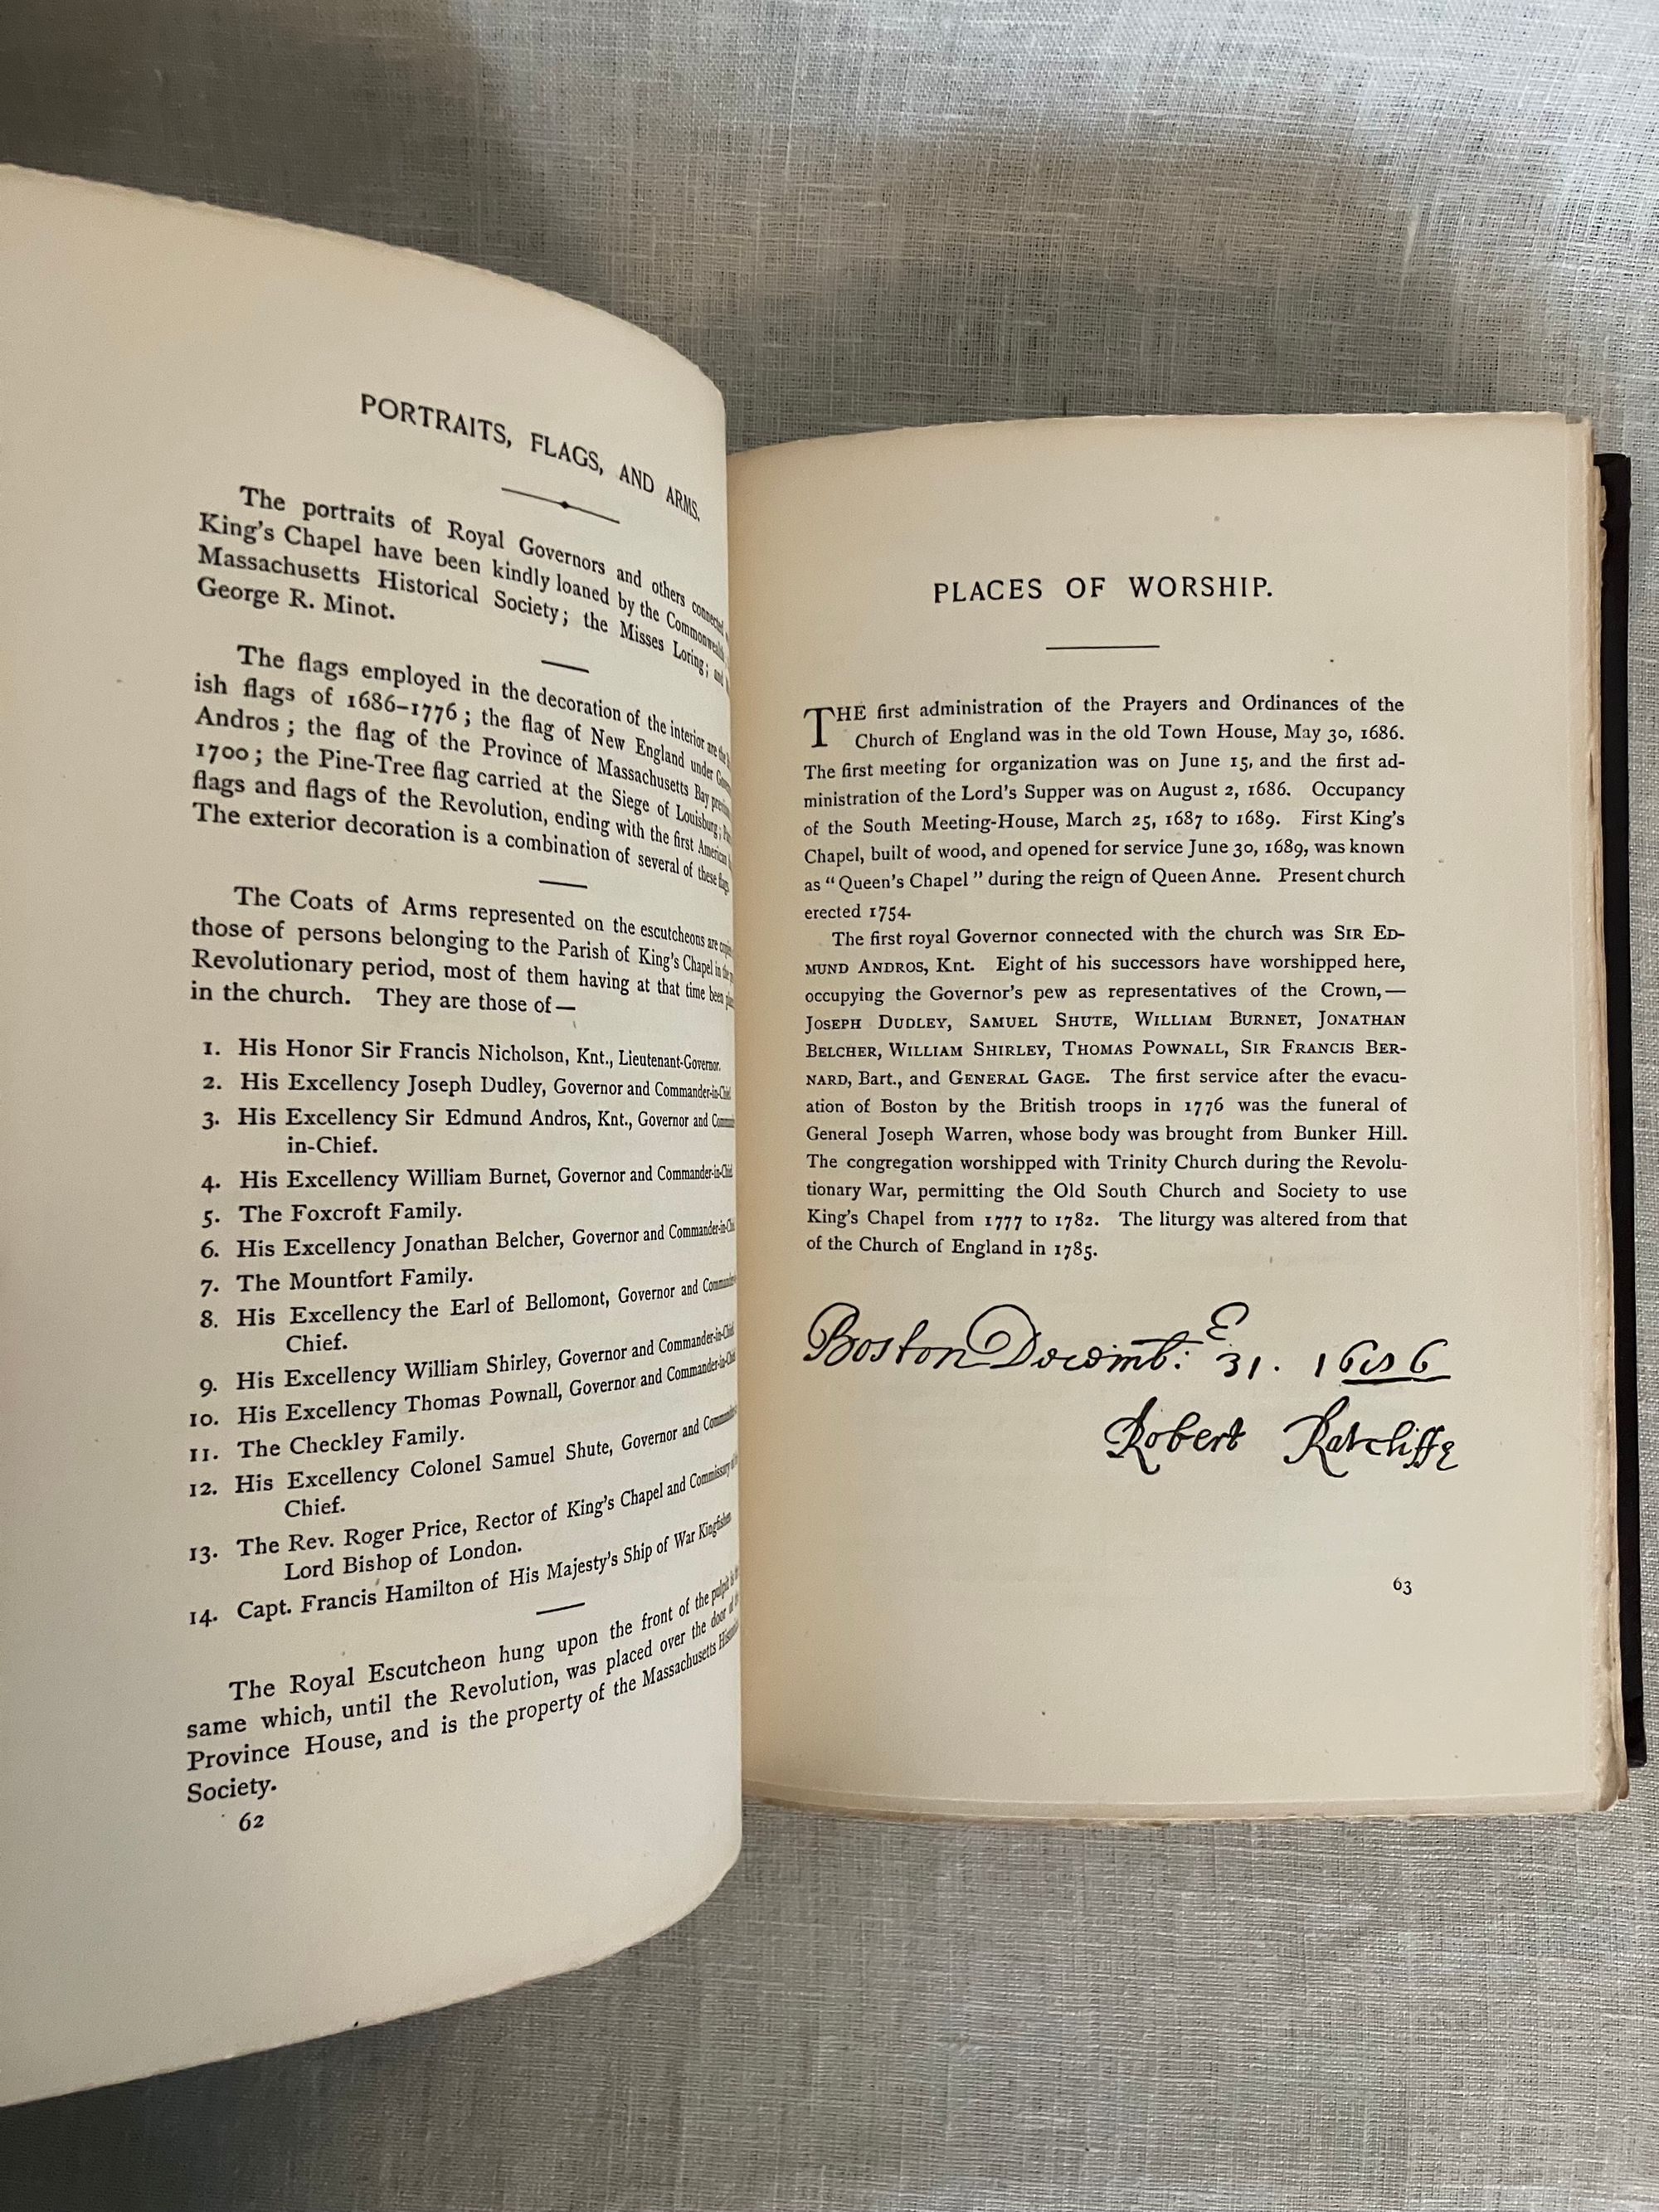 PORTRAITS, FLAGS, AND ARMS.
The portraits of Royal Governors and others connected
King's Chapel have been kindly loaned by the Commonwealth
Massachusetts Historical Society; the Misses Loring; and
George R. Minot.
The flags employed in the decoration of the interior are the
ish flags of 1686–1776; the flag of New England under
Andros; the flag of the Province of Massachusetts Bay
1700; the Pine-Tree flag carried at the Siege of Louisburg;
flags and flags of the Revolution, ending with the first American
The exterior decoration is a combination of several of these flags.
The Coats of Arms represented on the escutcheons are
those of persons belonging to the Parish of King's Chapel in the
Revolutionary period, most of them having at that time been
in the church. They are those of—
1. His Honor Sir Francis Nicholson, Knt., Lieutenant-Governor.
2. His Excellency Joseph Dudley, Governor and Commander-in-Chief.
3. His Excellency Sir Edmund Andros, Knt., Governor and
in-Chief.
4. His Excellency William Burnet, Governor and Commander-in-Chief.
5. The Foxcroft Family.
6. His Excellency Jonathan Belcher, Governor and Commander-in-
7. The Mountfort Family.
8. His Excellency the Earl of Bellomont, Governor and
Chief.
9. His Excellency William Shirley, Governor and Commander-in-Chief.
10. His Excellency Thomas Pownall, Governor and Commander-in-Chief.
11. The Checkley Family.
12. His Excellency Colonel Samuel Shute, Governor and
Chief.
13. The Rev. Roger Price, Rector of King's Chapel and Commissary of
Lord Bishop of London.
14. Capt. Francis Hamilton of His Majesty's Ship of War Kingfisher.
The Royal Escutcheon hung upon the front of the pulpit is
same which, until the Revolution, was placed over the door of
Province House, and is the property of the Massachusetts
Society.
62
PLACES OF WORSHIP.
THE first administration of the Prayers and Ordinances of the
Church of England was in the old Town House, May 30, 1686.
The first meeting for organization was on June 15, and the first ad-
ministration of the Lord's Supper was on August 2, 1686. Occupancy
of the South Meeting-House, March 25, 1687 to 1689. First King's
Chapel, built of wood, and opened for service June 30, 1689, was known
as "Queen's Chapel" during the reign of Queen Anne. Present church
erected 1754.
The first royal Governor connected with the church was SIR ED-
MUND ANDROS, Knt. Eight of his successors have worshipped here,
occupying the Governor's pew as representatives of the Crown,—
JOSEPH DUDLEY, SAMUEL SHUTE, WILLIAM BURNET, JONATHAN
BELCHER, WILLIAM SHIRLEY, THOMAS POWNALL, SIR FRANCIS BER-
NARD, Bart., and GENERAL GAGE. The first service after the evacu-
ation of Boston by the British troops in 1776 was the funeral of
General Joseph Warren, whose body was brought from Bunker Hill.
The congregation worshipped with Trinity Church during the Revolu-
tionary War, permitting the Old South Church and Society to use
King's Chapel from 1777 to 1782. The liturgy was altered from that
of the Church of England in 1785.
Boston Decemb: E 31. 1686
Robert Ratcliffe
63